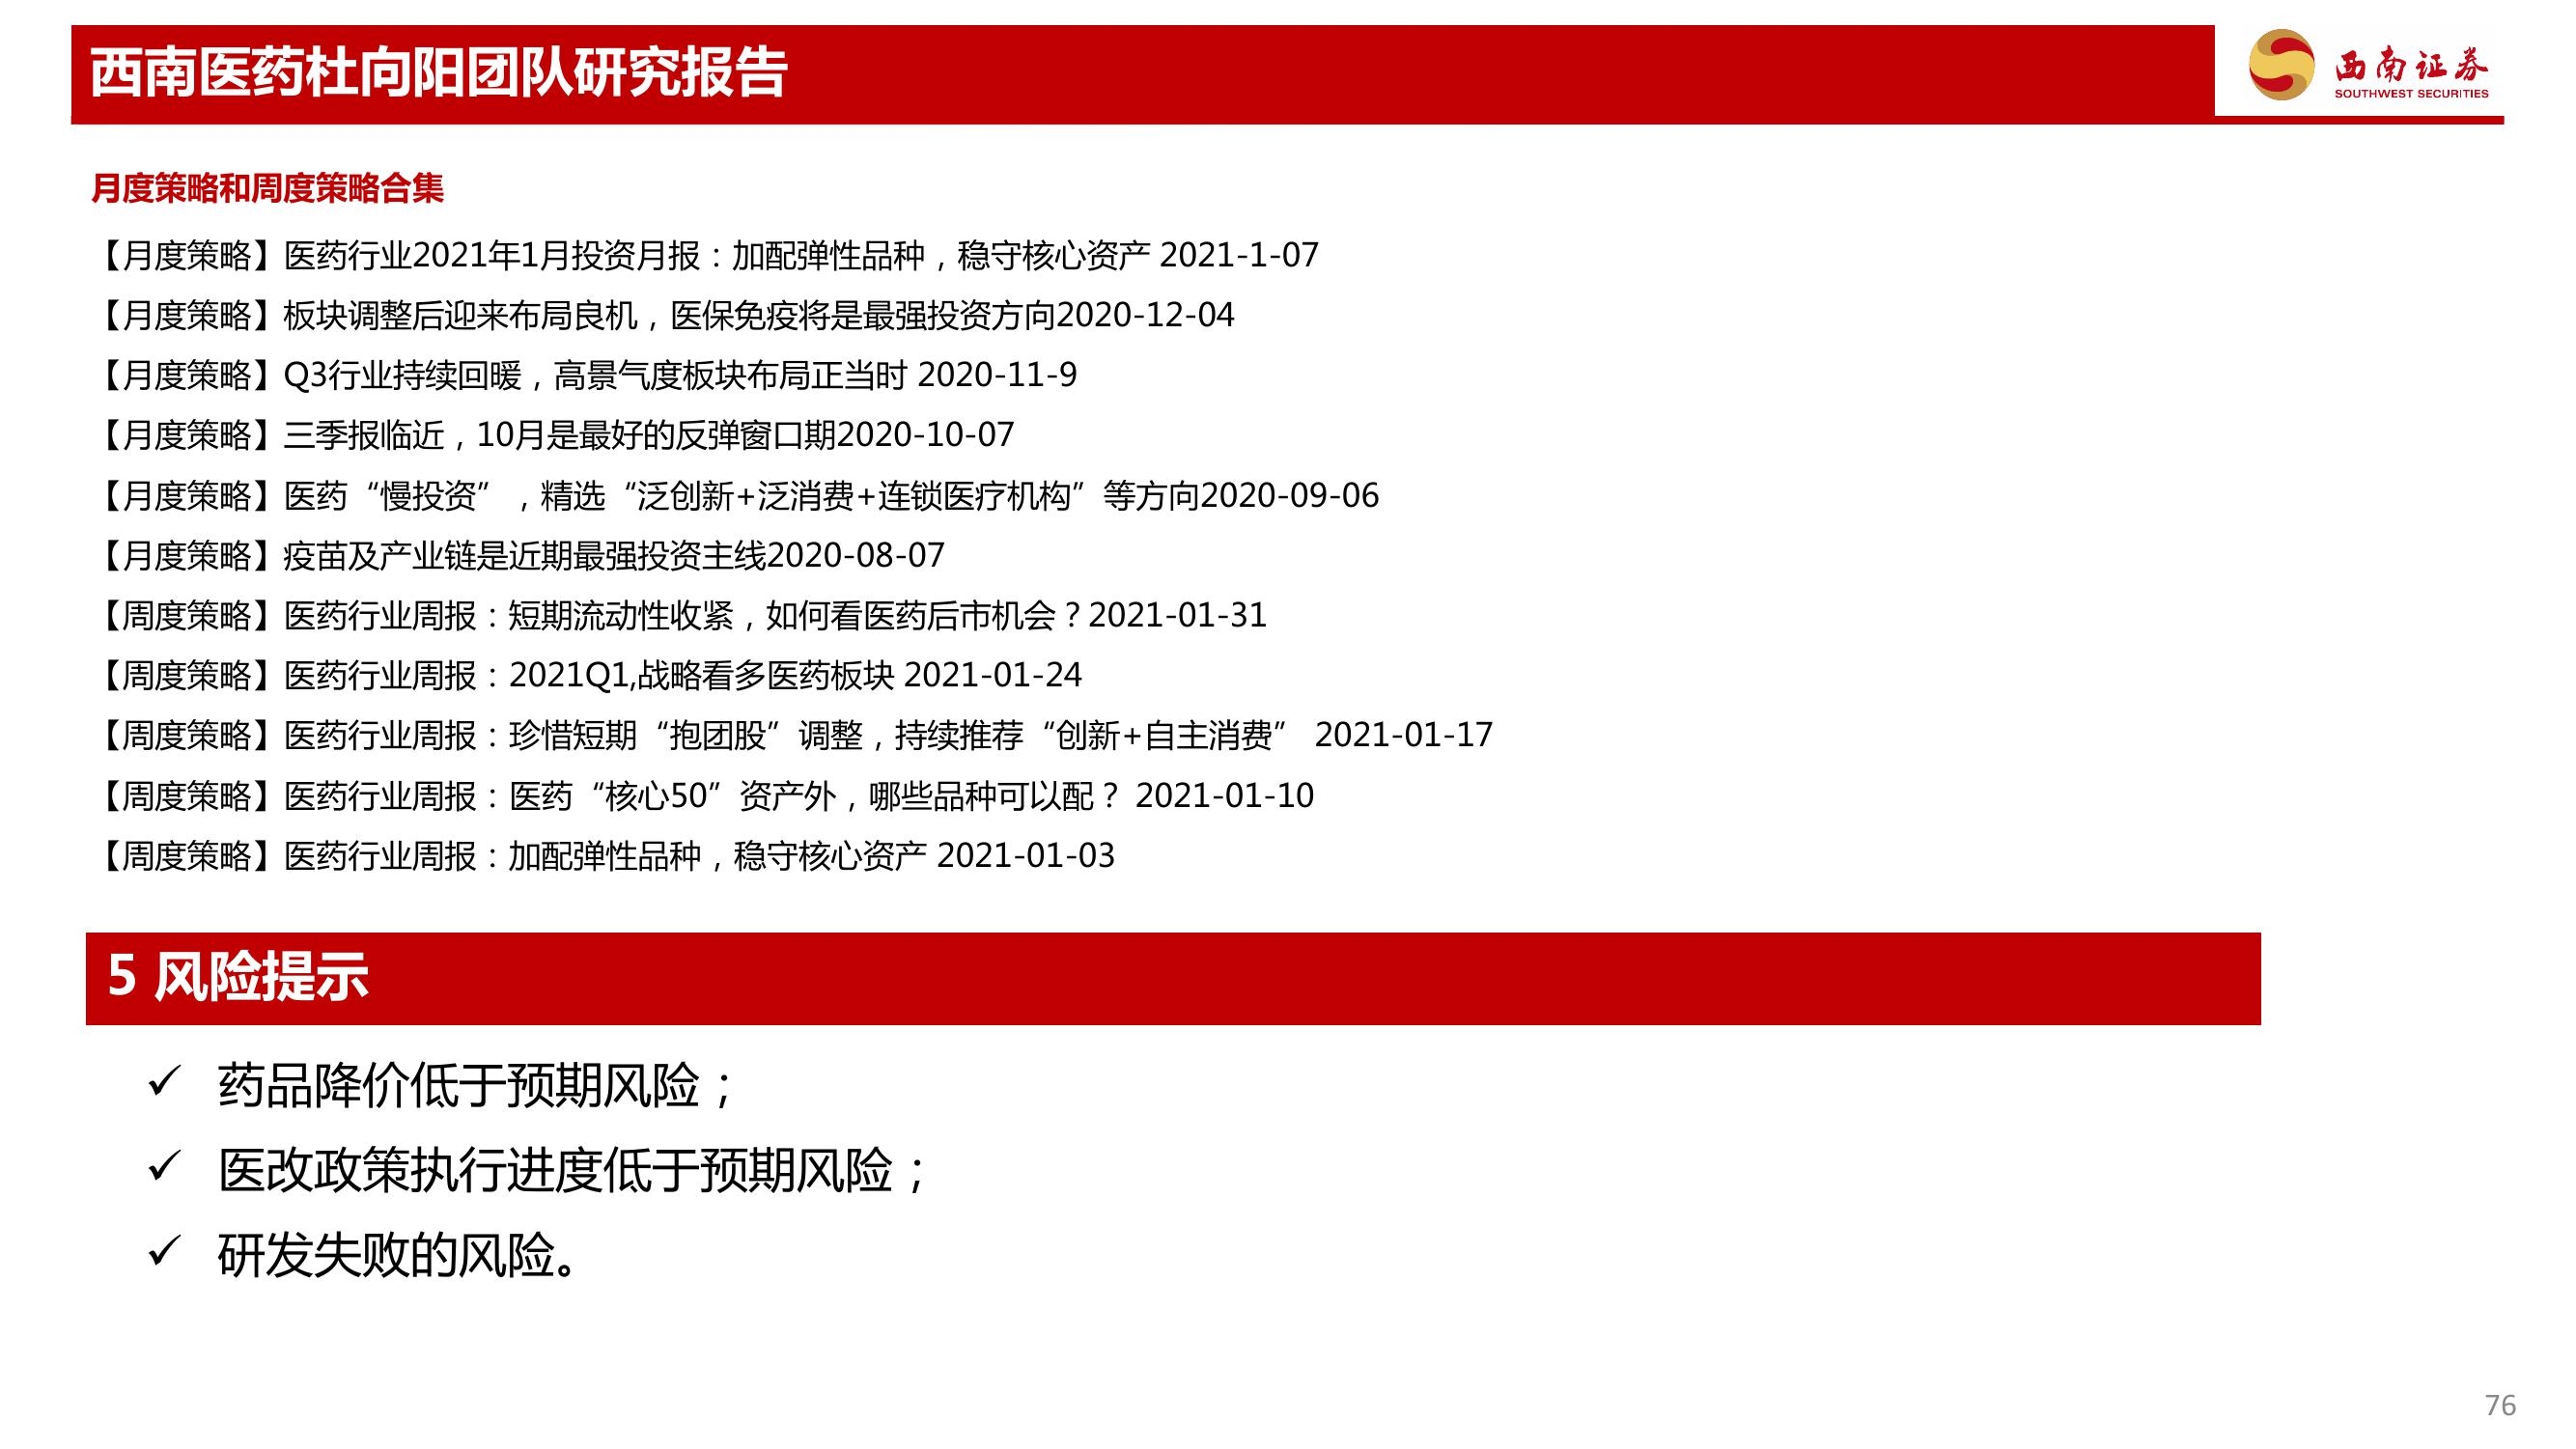 西南医药杜向阳团队研究报告
西南证券
SOUTHWEST SECURITIES
月度策略和周度策略合集
【月度策略】医药行业2021年1月投资月报：加配弹性品种，稳守核心资产 2021-1-07
【月度策略】板块调整后迎来布局良机，医保免疫将是最强投资方向2020-12-04
【月度策略】Q3行业持续回暖，高景气度板块布局正当时 2020-11-9
【月度策略】三季报临近，10月是最好的反弹窗口期2020-10-07
【月度策略】医药“慢投资”，精选“泛创新+泛消费+连锁医疗机构”等方向2020-09-06
【月度策略】疫苗及产业链是近期最强投资主线2020-08-07
【周度策略】医药行业周报：短期流动性收紧，如何看医药后市机会？2021-01-31
【周度策略】医药行业周报：2021Q1,战略看多医药板块 2021-01-24
【周度策略】医药行业周报：珍惜短期“抱团股”调整，持续推荐“创新+自主消费” 2021-01-17
【周度策略】医药行业周报：医药“核心50”资产外，哪些品种可以配？ 2021-01-10
【周度策略】医药行业周报：加配弹性品种，稳守核心资产 2021-01-03
5 风险提示
✓ 药品降价低于预期风险；
✓ 医改政策执行进度低于预期风险；
✓ 研发失败的风险。
76